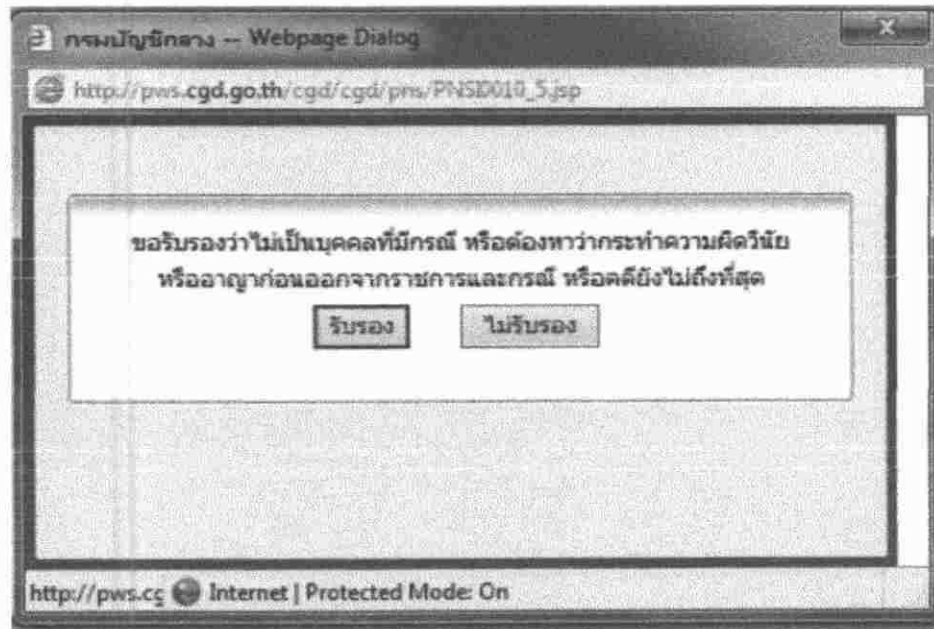 กรมบัญชีกลาง -- Webpage Dialog
http://pws.cgd.go.th/cgd/cgd/pns/PNSD010_5.jsp
ขอรับรองว่าไม่เป็นบุคคลที่มีกรณี หรือต้องหาว่ากระทำความผิดวินัย
หรืออาญาก่อนออกจากราชการและกรณี หรือคดียังไม่ถึงที่สุด
รับรอง ไม่รับรอง
http://pws.cg Internet | Protected Mode: On